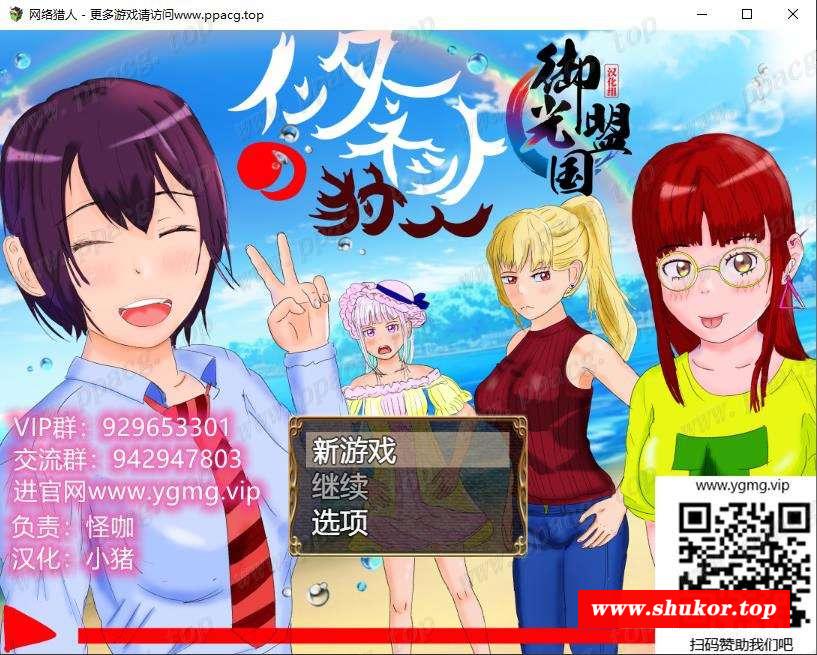 网络猎人 - 更多游戏请访问www.ppacg.top
インターネットの狩人
御光盟国
汉化组
VIP群：929653301
交流群：942947803
进官网www.ygmg.vip
负责：怪咖
汉化：小猪
新游戏
继续
选项
www.ygmg.vip
www.shukor.top
扫码赞助我们吧